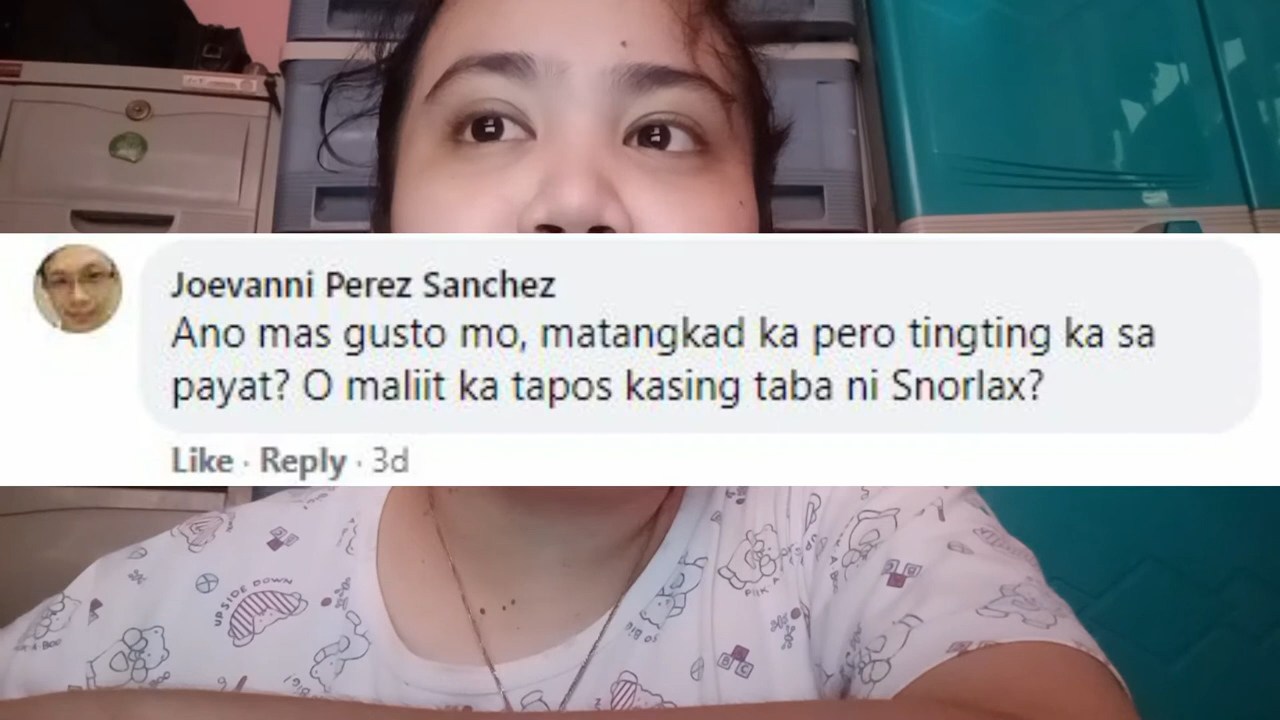 Joevanni Perez Sanchez
Ano mas gusto mo, matangkad ka pero tingting ka sa
payat? O maliit ka tapos kasing taba ni Snorlax?
Like · Reply · 3d
UPSIDE DOWN